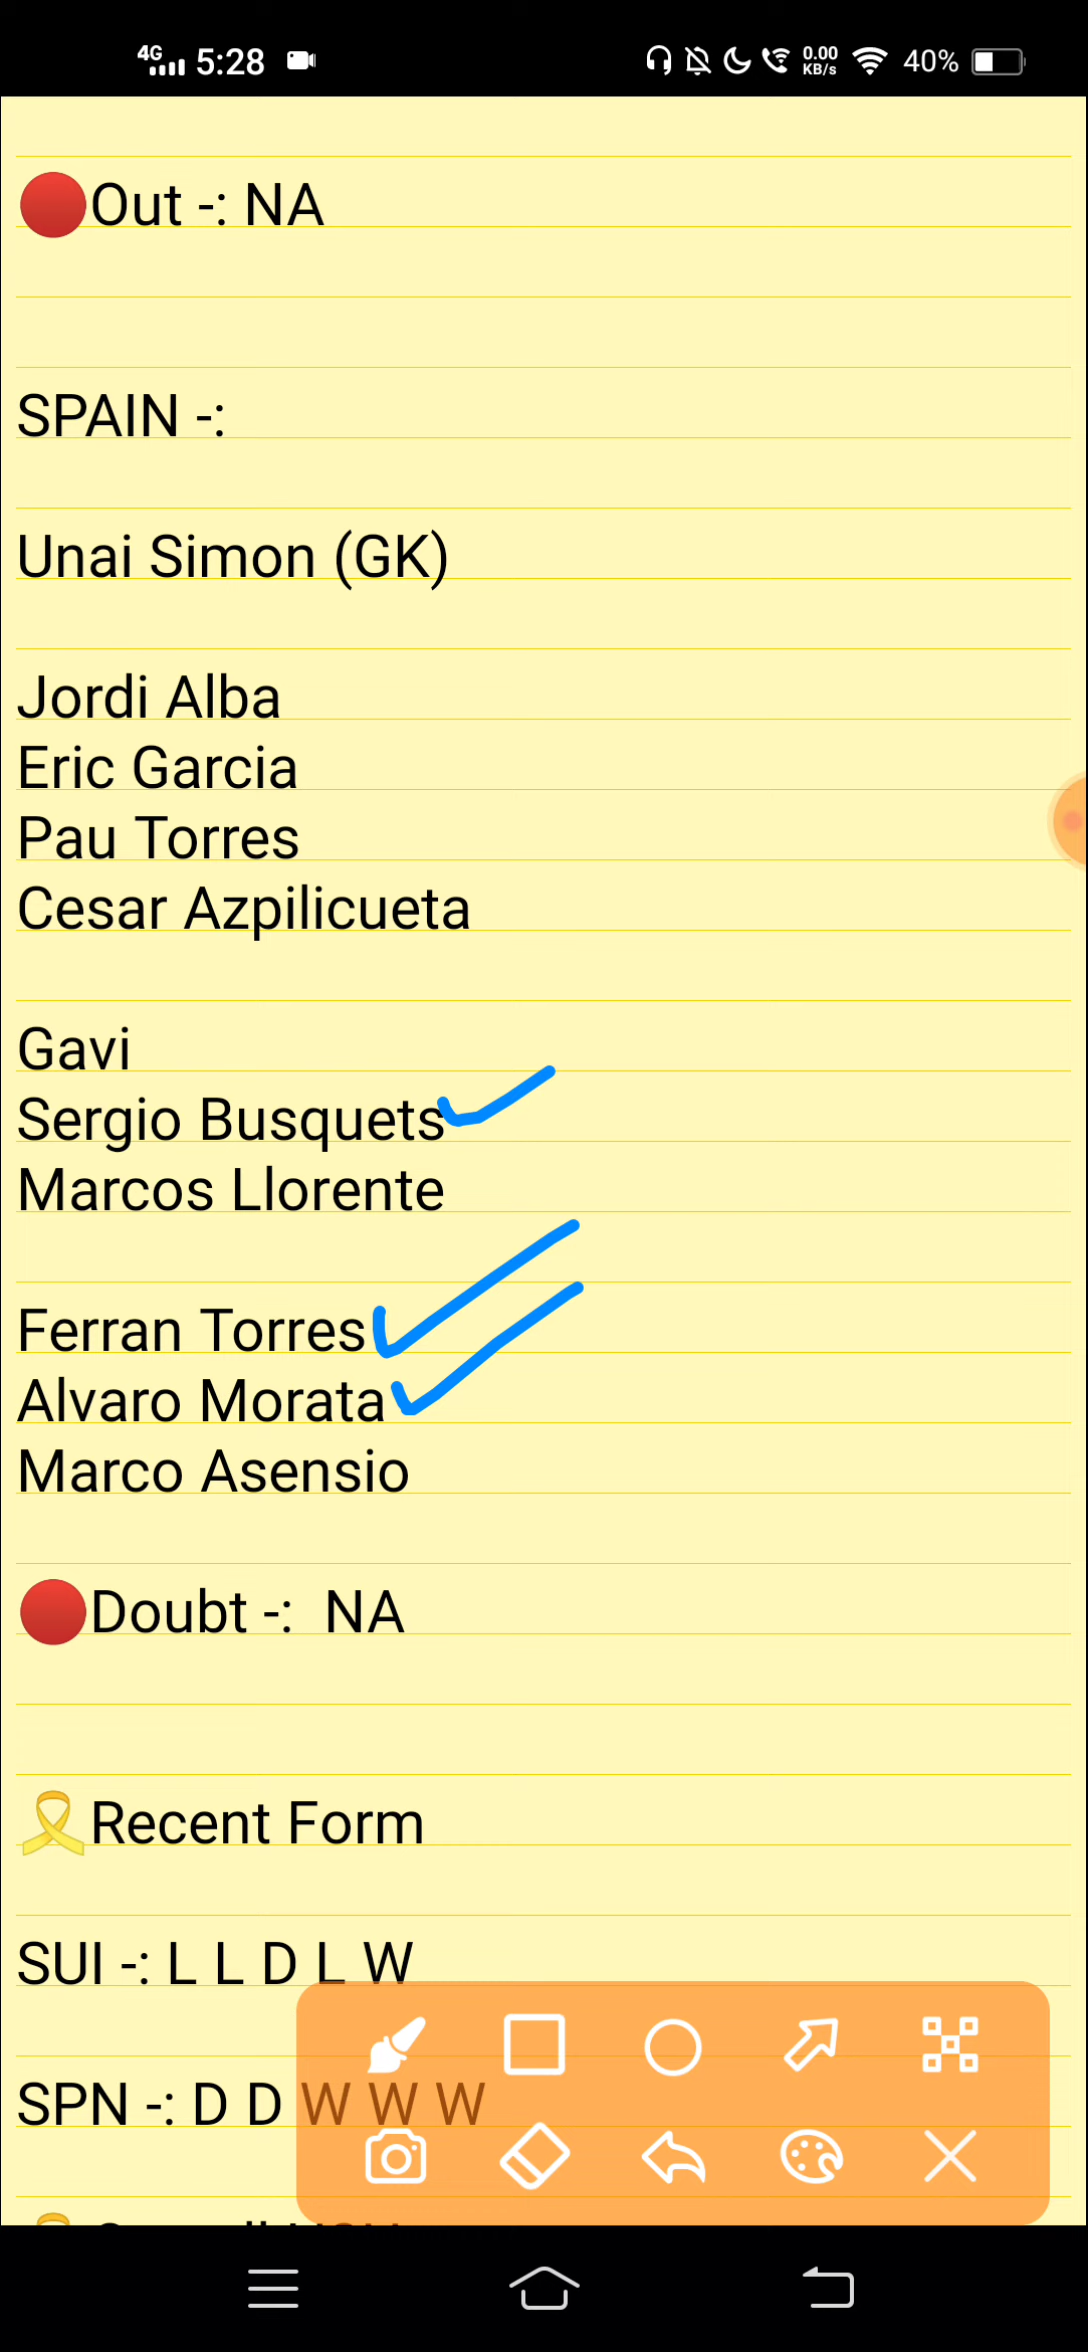 4G 5:28 0.00 KB/s 40%
Out -: NA
SPAIN -:
Unai Simon (GK)
Jordi Alba
Eric Garcia
Pau Torres
Cesar Azpilicueta
Gavi
Sergio Busquets
Marcos Llorente
Ferran Torres
Alvaro Morata
Marco Asensio
Doubt -: NA
Recent Form
SUI -: L L D L W
SPN -: D D W W W